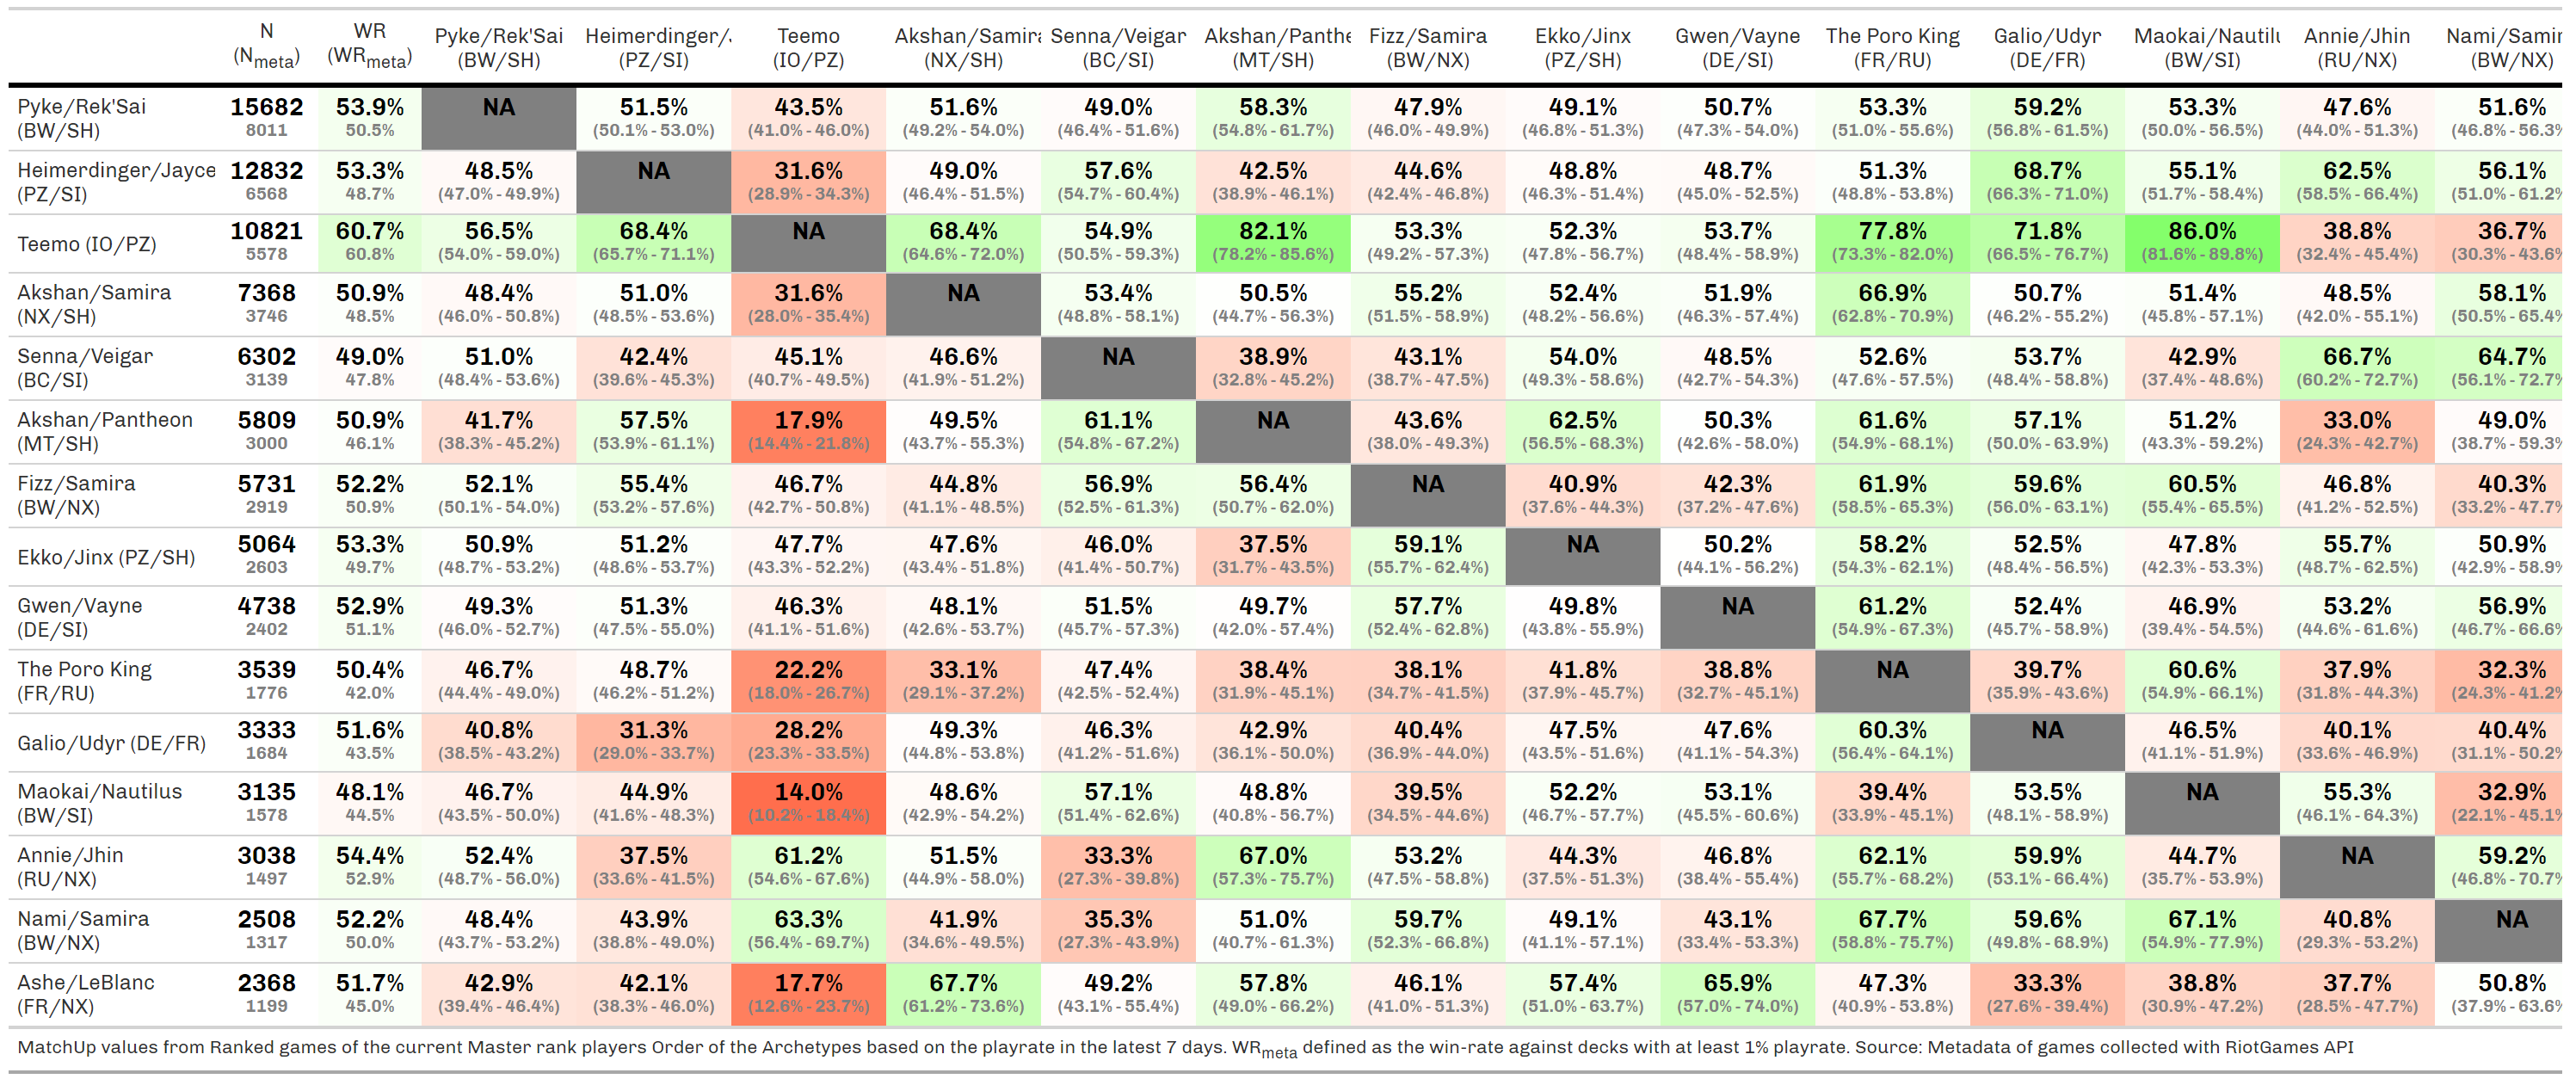 N WR Pyke/Rek'Sai Heimerdinger/J Teemo Akshan/Samira Senna/Veigar Akshan/Panthe Fizz/Samira Ekko/Jinx Gwen/Vayne The Poro King Galio/Udyr Maokai/Nautilu Annie/Jhin Nami/Samir
(Nmeta) (WRmeta) (BW/SH) (PZ/SI) (IO/PZ) (NX/SH) (BC/SI) (MT/SH) (BW/NX) (PZ/SH) (DE/SI) (FR/RU) (DE/FR) (BW/SI) (RU/NX) (BW/NX)
Pyke/Rek'Sai 15682 53.9% NA 51.5% 43.5% 51.6% 49.0% 58.3% 47.9% 49.1% 50.7% 53.3% 59.2% 53.3% 47.6% 51.6%
(BW/SH) 8011 50.5% (50.1% - 53.0%) (41.0% - 46.0%) (49.2% - 54.0%) (46.4% - 51.6%) (54.8% - 61.7%) (46.0% - 49.9%) (46.8% - 51.3%) (47.3% - 54.0%) (51.0% - 55.6%) (56.8% - 61.5%) (50.0% - 56.5%) (44.0% - 51.3%) (46.8% - 56.3%
Heimerdinger/Jayce 12832 53.3% 48.5% NA 31.6% 49.0% 57.6% 42.5% 44.6% 48.8% 48.7% 51.3% 68.7% 55.1% 62.5% 56.1%
(PZ/SI) 6568 48.7% (47.0% - 49.9%) (28.9% - 34.3%) (46.4% - 51.5%) (54.7% - 60.4%) (38.9% - 46.1%) (42.4% - 46.8%) (46.3% - 51.4%) (45.0% - 52.5%) (48.8% - 53.8%) (66.3% - 71.0%) (51.7% - 58.4%) (58.5% - 66.4%) (51.0% - 61.2%
Teemo (IO/PZ) 10821 60.7% 56.5% 68.4% NA 68.4% 54.9% 82.1% 53.3% 52.3% 53.7% 77.8% 71.8% 86.0% 38.8% 36.7%
5578 60.8% (54.0% - 59.0%) (65.7% - 71.1%) (64.6% - 72.0%) (50.5% - 59.3%) (78.2% - 85.6%) (49.2% - 57.3%) (47.8% - 56.7%) (48.4% - 58.9%) (73.3% - 82.0%) (66.5% - 76.7%) (81.6% - 89.8%) (32.4% - 45.4%) (30.3% - 43.6%
Akshan/Samira 7368 50.9% 48.4% 51.0% 31.6% NA 53.4% 50.5% 55.2% 52.4% 51.9% 66.9% 50.7% 51.4% 48.5% 58.1%
(NX/SH) 3746 48.5% (46.0% - 50.8%) (48.5% - 53.6%) (28.0% - 35.4%) (48.8% - 58.1%) (44.7% - 56.3%) (51.5% - 58.9%) (48.2% - 56.6%) (46.3% - 57.4%) (62.8% - 70.9%) (46.2% - 55.2%) (45.8% - 57.1%) (42.0% - 55.1%) (50.5% - 65.4%
Senna/Veigar 6302 49.0% 51.0% 42.4% 45.1% 46.6% NA 38.9% 43.1% 54.0% 48.5% 52.6% 53.7% 42.9% 66.7% 64.7%
(BC/SI) 3139 47.8% (48.4% - 53.6%) (39.6% - 45.3%) (40.7% - 49.5%) (41.9% - 51.2%) (32.8% - 45.2%) (38.7% - 47.5%) (49.3% - 58.6%) (42.7% - 54.3%) (47.6% - 57.5%) (48.4% - 58.8%) (37.4% - 48.6%) (60.2% - 72.7%) (56.1% - 72.7%
Akshan/Pantheon 5809 50.9% 41.7% 57.5% 17.9% 49.5% 61.1% NA 43.6% 62.5% 50.3% 61.6% 57.1% 51.2% 33.0% 49.0%
(MT/SH) 3000 46.1% (38.3% - 45.2%) (53.9% - 61.1%) (14.4% - 21.8%) (43.7% - 55.3%) (54.8% - 67.2%) (38.0% - 49.3%) (56.5% - 68.3%) (42.6% - 58.0%) (54.9% - 68.1%) (50.0% - 63.9%) (43.3% - 59.2%) (24.3% - 42.7%) (38.7% - 59.3%
Fizz/Samira 5731 52.2% 52.1% 55.4% 46.7% 44.8% 56.9% 56.4% NA 40.9% 42.3% 61.9% 59.6% 60.5% 46.8% 40.3%
(BW/NX) 2919 50.9% (50.1% - 54.0%) (53.2% - 57.6%) (42.7% - 50.8%) (41.1% - 48.5%) (52.5% - 61.3%) (50.7% - 62.0%) (37.6% - 44.3%) (37.2% - 47.6%) (58.5% - 65.3%) (56.0% - 63.1%) (55.4% - 65.5%) (41.2% - 52.5%) (33.2% - 47.7%
Ekko/Jinx (PZ/SH) 5064 53.3% 50.9% 51.2% 47.7% 47.6% 46.0% 37.5% 59.1% NA 50.2% 58.2% 52.5% 47.8% 55.7% 50.9%
2603 49.7% (48.7% - 53.2%) (48.6% - 53.7%) (43.3% - 52.2%) (43.4% - 51.8%) (41.4% - 50.7%) (31.7% - 43.5%) (55.7% - 62.4%) (44.1% - 56.2%) (54.3% - 62.1%) (48.4% - 56.5%) (42.3% - 53.3%) (48.7% - 62.5%) (42.9% - 58.9%
Gwen/Vayne 4738 52.9% 49.3% 51.3% 46.3% 48.1% 51.5% 49.7% 57.7% 49.8% NA 61.2% 52.4% 46.9% 53.2% 56.9%
(DE/SI) 2402 51.1% (46.0% - 52.7%) (47.5% - 55.0%) (41.1% - 51.6%) (42.6% - 53.7%) (45.7% - 57.3%) (42.0% - 57.4%) (52.4% - 62.8%) (43.8% - 55.9%) (54.9% - 67.3%) (45.7% - 58.9%) (39.4% - 54.5%) (44.6% - 61.6%) (46.7% - 66.6%
The Poro King 3539 50.4% 46.7% 48.7% 22.2% 33.1% 47.4% 38.4% 38.1% 41.8% 38.8% NA 39.7% 60.6% 37.9% 32.3%
(FR/RU) 1776 42.0% (44.4% - 49.0%) (46.2% - 51.2%) (18.0% - 26.7%) (29.1% - 37.2%) (42.5% - 52.4%) (31.9% - 45.1%) (34.7% - 41.5%) (37.9% - 45.7%) (32.7% - 45.1%) (35.9% - 43.6%) (54.9% - 66.1%) (31.8% - 44.3%) (24.3% - 41.2%
Galio/Udyr (DE/FR) 3333 51.6% 40.8% 31.3% 28.2% 49.3% 46.3% 42.9% 40.4% 47.5% 47.6% 60.3% NA 46.5% 40.1% 40.4%
1684 43.5% (38.5% - 43.2%) (29.0% - 33.7%) (23.3% - 33.5%) (44.8% - 53.8%) (41.2% - 51.6%) (36.1% - 50.0%) (36.9% - 44.0%) (43.5% - 51.6%) (41.1% - 54.3%) (56.4% - 64.1%) (41.1% - 51.9%) (33.6% - 46.9%) (31.1% - 50.2%
Maokai/Nautilus 3135 48.1% 46.7% 44.9% 14.0% 48.6% 57.1% 48.8% 39.5% 52.2% 53.1% 39.4% 53.5% NA 55.3% 32.9%
(BW/SI) 1578 44.5% (43.5% - 50.0%) (41.6% - 48.3%) (10.2% - 18.4%) (42.9% - 54.2%) (51.4% - 62.6%) (40.8% - 56.7%) (34.5% - 44.6%) (46.7% - 57.7%) (45.5% - 60.6%) (33.9% - 45.1%) (48.1% - 58.9%) (46.1% - 64.3%) (22.1% - 45.1%
Annie/Jhin 3038 54.4% 52.4% 37.5% 61.2% 51.5% 33.3% 67.0% 53.2% 44.3% 46.8% 62.1% 59.9% 44.7% NA 59.2%
(RU/NX) 1497 52.9% (48.7% - 56.0%) (33.6% - 41.5%) (54.6% - 67.6%) (44.9% - 58.0%) (27.3% - 39.8%) (57.3% - 75.7%) (47.5% - 58.8%) (37.5% - 51.3%) (38.4% - 55.4%) (55.7% - 68.2%) (53.1% - 66.4%) (35.7% - 53.9%) (46.8% - 70.7%
Nami/Samira 2508 52.2% 48.4% 43.9% 63.3% 41.9% 35.3% 51.0% 59.7% 49.1% 43.1% 67.7% 59.6% 67.1% 40.8% NA
(BW/NX) 1317 50.0% (43.7% - 53.2%) (38.8% - 49.0%) (56.4% - 69.7%) (34.6% - 49.5%) (27.3% - 43.9%) (40.7% - 61.3%) (52.3% - 66.8%) (41.1% - 57.1%) (33.4% - 53.3%) (58.8% - 75.7%) (49.8% - 68.9%) (54.9% - 77.9%) (29.3% - 53.2%)
Ashe/LeBlanc 2368 51.7% 42.9% 42.1% 17.7% 67.7% 49.2% 57.8% 46.1% 57.4% 65.9% 47.3% 33.3% 38.8% 37.7% 50.8%
(FR/NX) 1199 45.0% (39.4% - 46.4%) (38.3% - 46.0%) (12.6% - 23.7%) (61.2% - 73.6%) (43.1% - 55.4%) (49.0% - 66.2%) (41.0% - 51.3%) (51.0% - 63.7%) (57.0% - 74.0%) (40.9% - 53.8%) (27.6% - 39.4%) (30.9% - 47.2%) (28.5% - 47.7%) (37.9% - 63.6%
MatchUp values from Ranked games of the current Master rank players Order of the Archetypes based on the playrate in the latest 7 days. WRmeta defined as the win-rate against decks with at least 1% playrate. Source: Metadata of games collected with RiotGames API